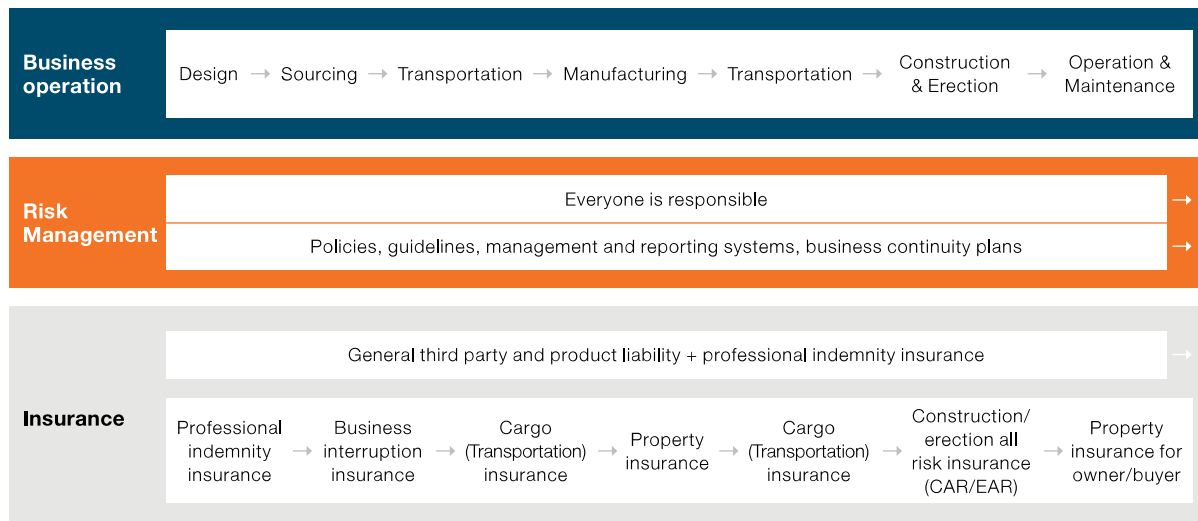 Business
operation
Design → Sourcing → Transportation → Manufacturing → Transportation → Construction
& Erection → Operation &
Maintenance
Risk
Management
Everyone is responsible →
Policies, guidelines, management and reporting systems, business continuity plans →
Insurance
General third party and product liability + professional indemnity insurance →
Professional
indemnity
insurance
→ Business
interruption
insurance
→ Cargo
(Transportation)
insurance
→ Property
insurance
→ Cargo
(Transportation)
insurance
→ Construction/
erection all
risk insurance
(CAR/EAR)
→ Property
insurance for
owner/buyer